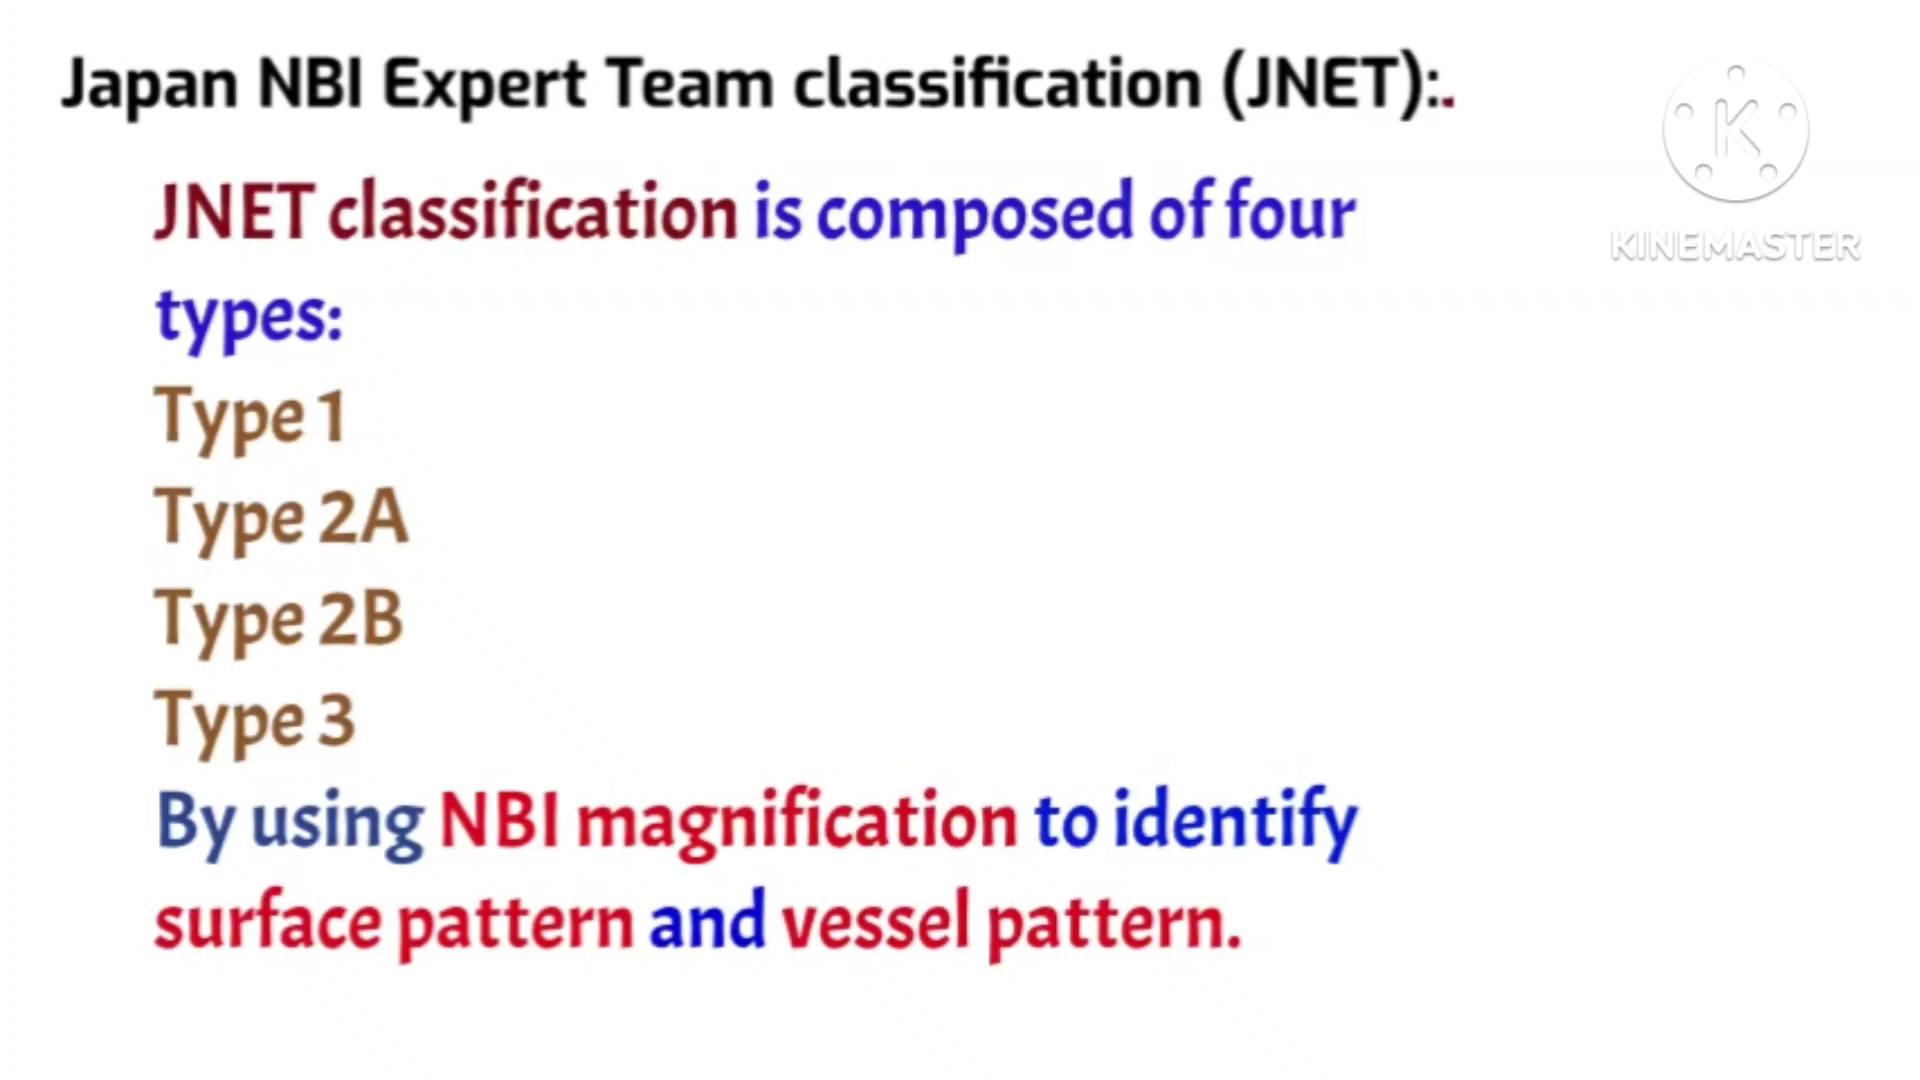 Japan NBI Expert Team classification (JNET):.
JNET classification is composed of four
types:
Type 1
Type 2A
Type 2B
Type 3
By using NBI magnification to identify
surface pattern and vessel pattern.
K
KINEMASTER